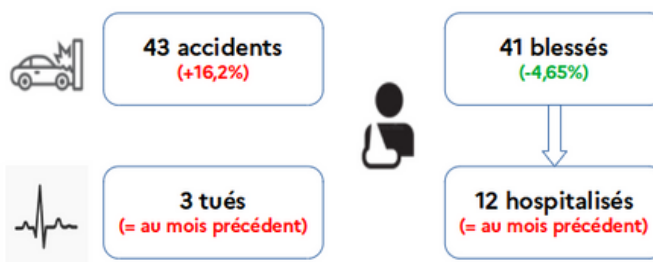 43 accidents
(+16,2%)
41 blessés
(-4,65%)
3 tués
(= au mois précédent)
12 hospitalisés
(= au mois précédent)